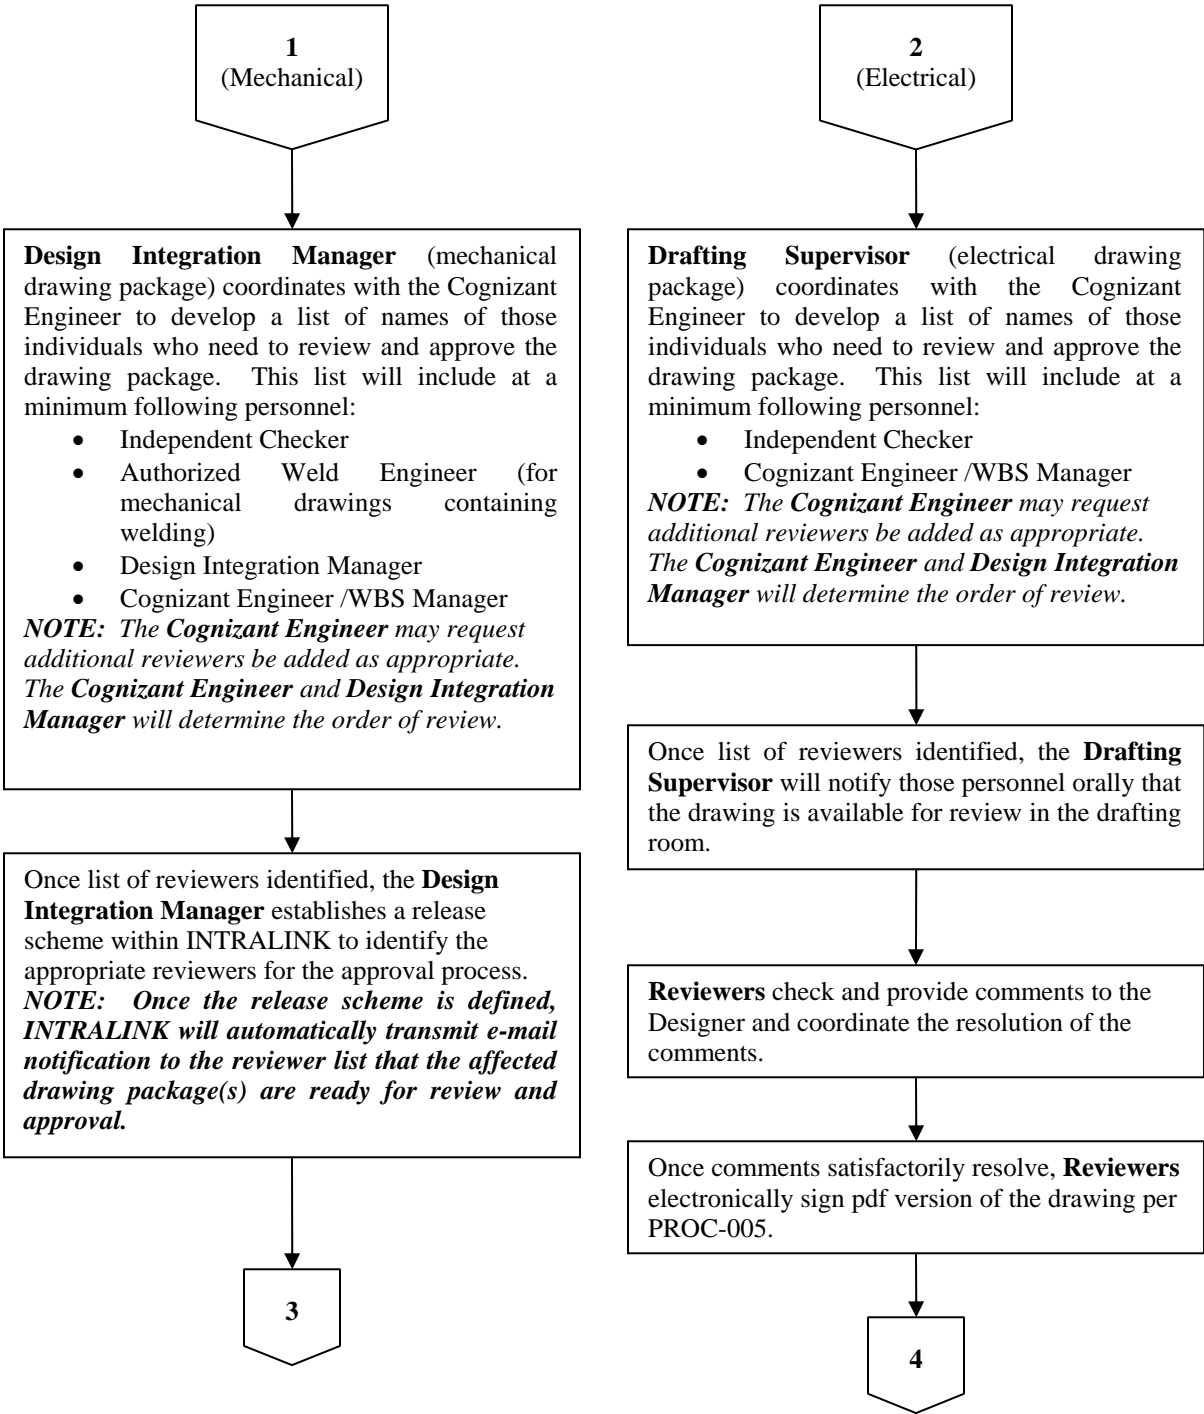 1
(Mechanical)
Design Integration Manager (mechanical
drawing package) coordinates with the Cognizant
Engineer to develop a list of names of those
individuals who need to review and approve the
drawing package. This list will include at a
minimum following personnel:
• Independent Checker
• Authorized Weld Engineer (for
mechanical drawings containing
welding)
• Design Integration Manager
• Cognizant Engineer /WBS Manager
NOTE: The Cognizant Engineer may request
additional reviewers be added as appropriate.
The Cognizant Engineer and Design Integration
Manager will determine the order of review.
Once list of reviewers identified, the Design
Integration Manager establishes a release
scheme within INTRALINK to identify the
appropriate reviewers for the approval process.
NOTE: Once the release scheme is defined,
INTRALINK will automatically transmit e-mail
notification to the reviewer list that the affected
drawing package(s) are ready for review and
approval.
3
2
(Electrical)
Drafting Supervisor (electrical drawing
package) coordinates with the Cognizant
Engineer to develop a list of names of those
individuals who need to review and approve the
drawing package. This list will include at a
minimum following personnel:
• Independent Checker
• Cognizant Engineer /WBS Manager
NOTE: The Cognizant Engineer may request
additional reviewers be added as appropriate.
The Cognizant Engineer and Design Integration
Manager will determine the order of review.
Once list of reviewers identified, the Drafting
Supervisor will notify those personnel orally that
the drawing is available for review in the drafting
room.
Reviewers check and provide comments to the
Designer and coordinate the resolution of the
comments.
Once comments satisfactorily resolve, Reviewers
electronically sign pdf version of the drawing per
PROC-005.
4